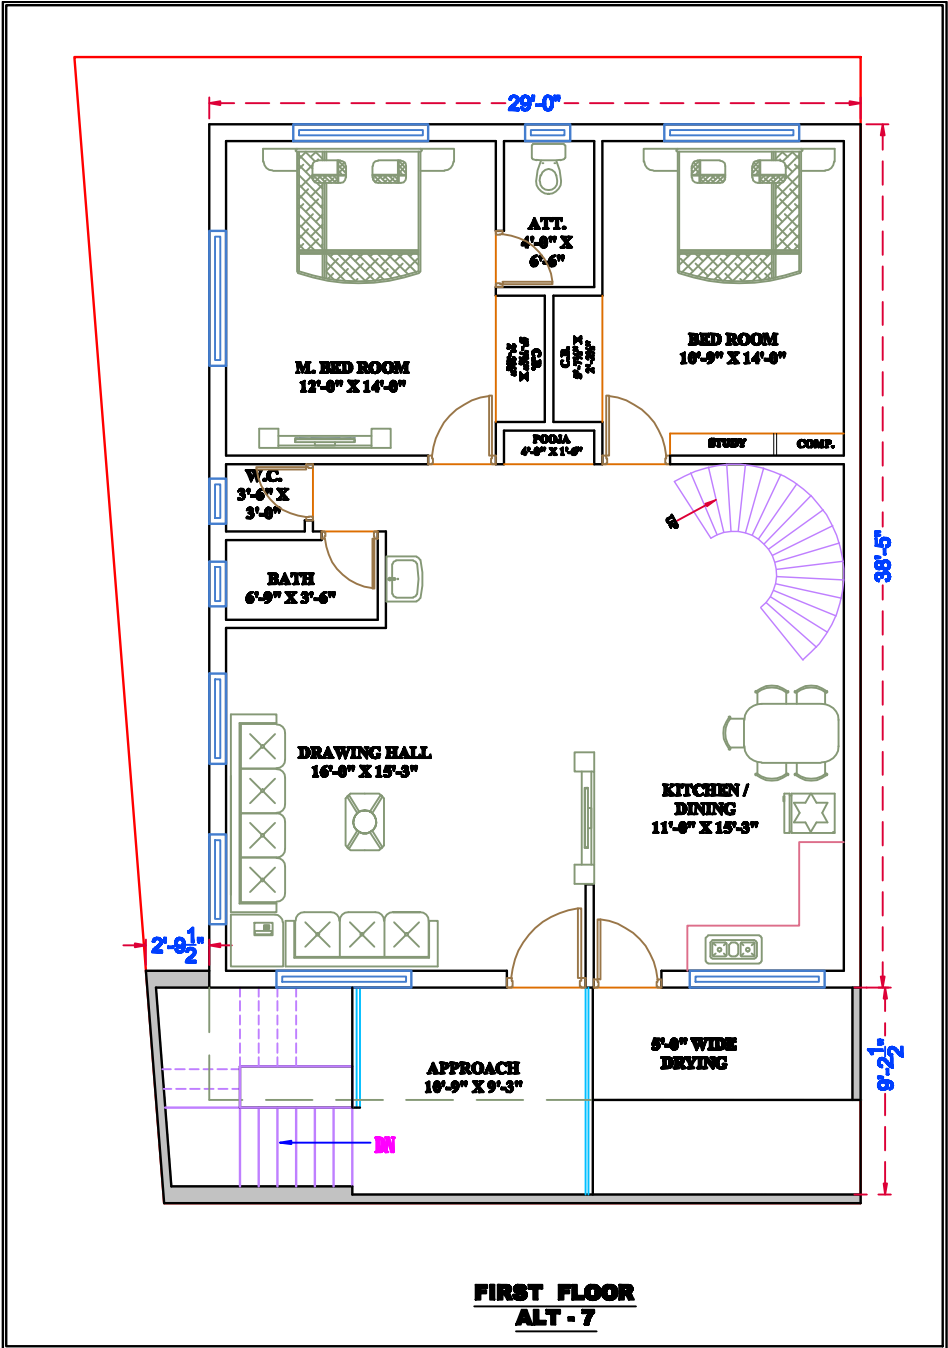 29'-0"
ATT.
4'-0" X
6'-6"
BED ROOM
10'-9" X 14'-0"
M. BED ROOM
12'-0" X 14'-0"
C.B.
C.B.
POOJA
4'-0" X 1'-6"
STUDY
COMP.
W.C.
3'-6" X
3'-0"
UP
38'-5"
BATH
6'-9" X 3'-6"
DRAWING HALL
16'-0" X 15'-3"
KITCHEN /
DINING
11'-0" X 15'-3"
2'-9 1/2"
5'-0" WIDE
DRYING
APPROACH
10'-9" X 9'-3"
9'-2 1/2"
DN
FIRST FLOOR
ALT - 7